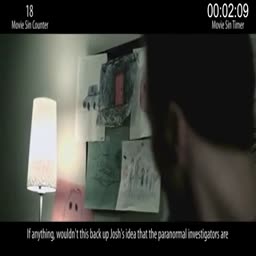 18
Movie Sin Counter
00:02:09
Movie Sin Timer
If anything, wouldn't this back up Josh's idea that the paranormal investigators are